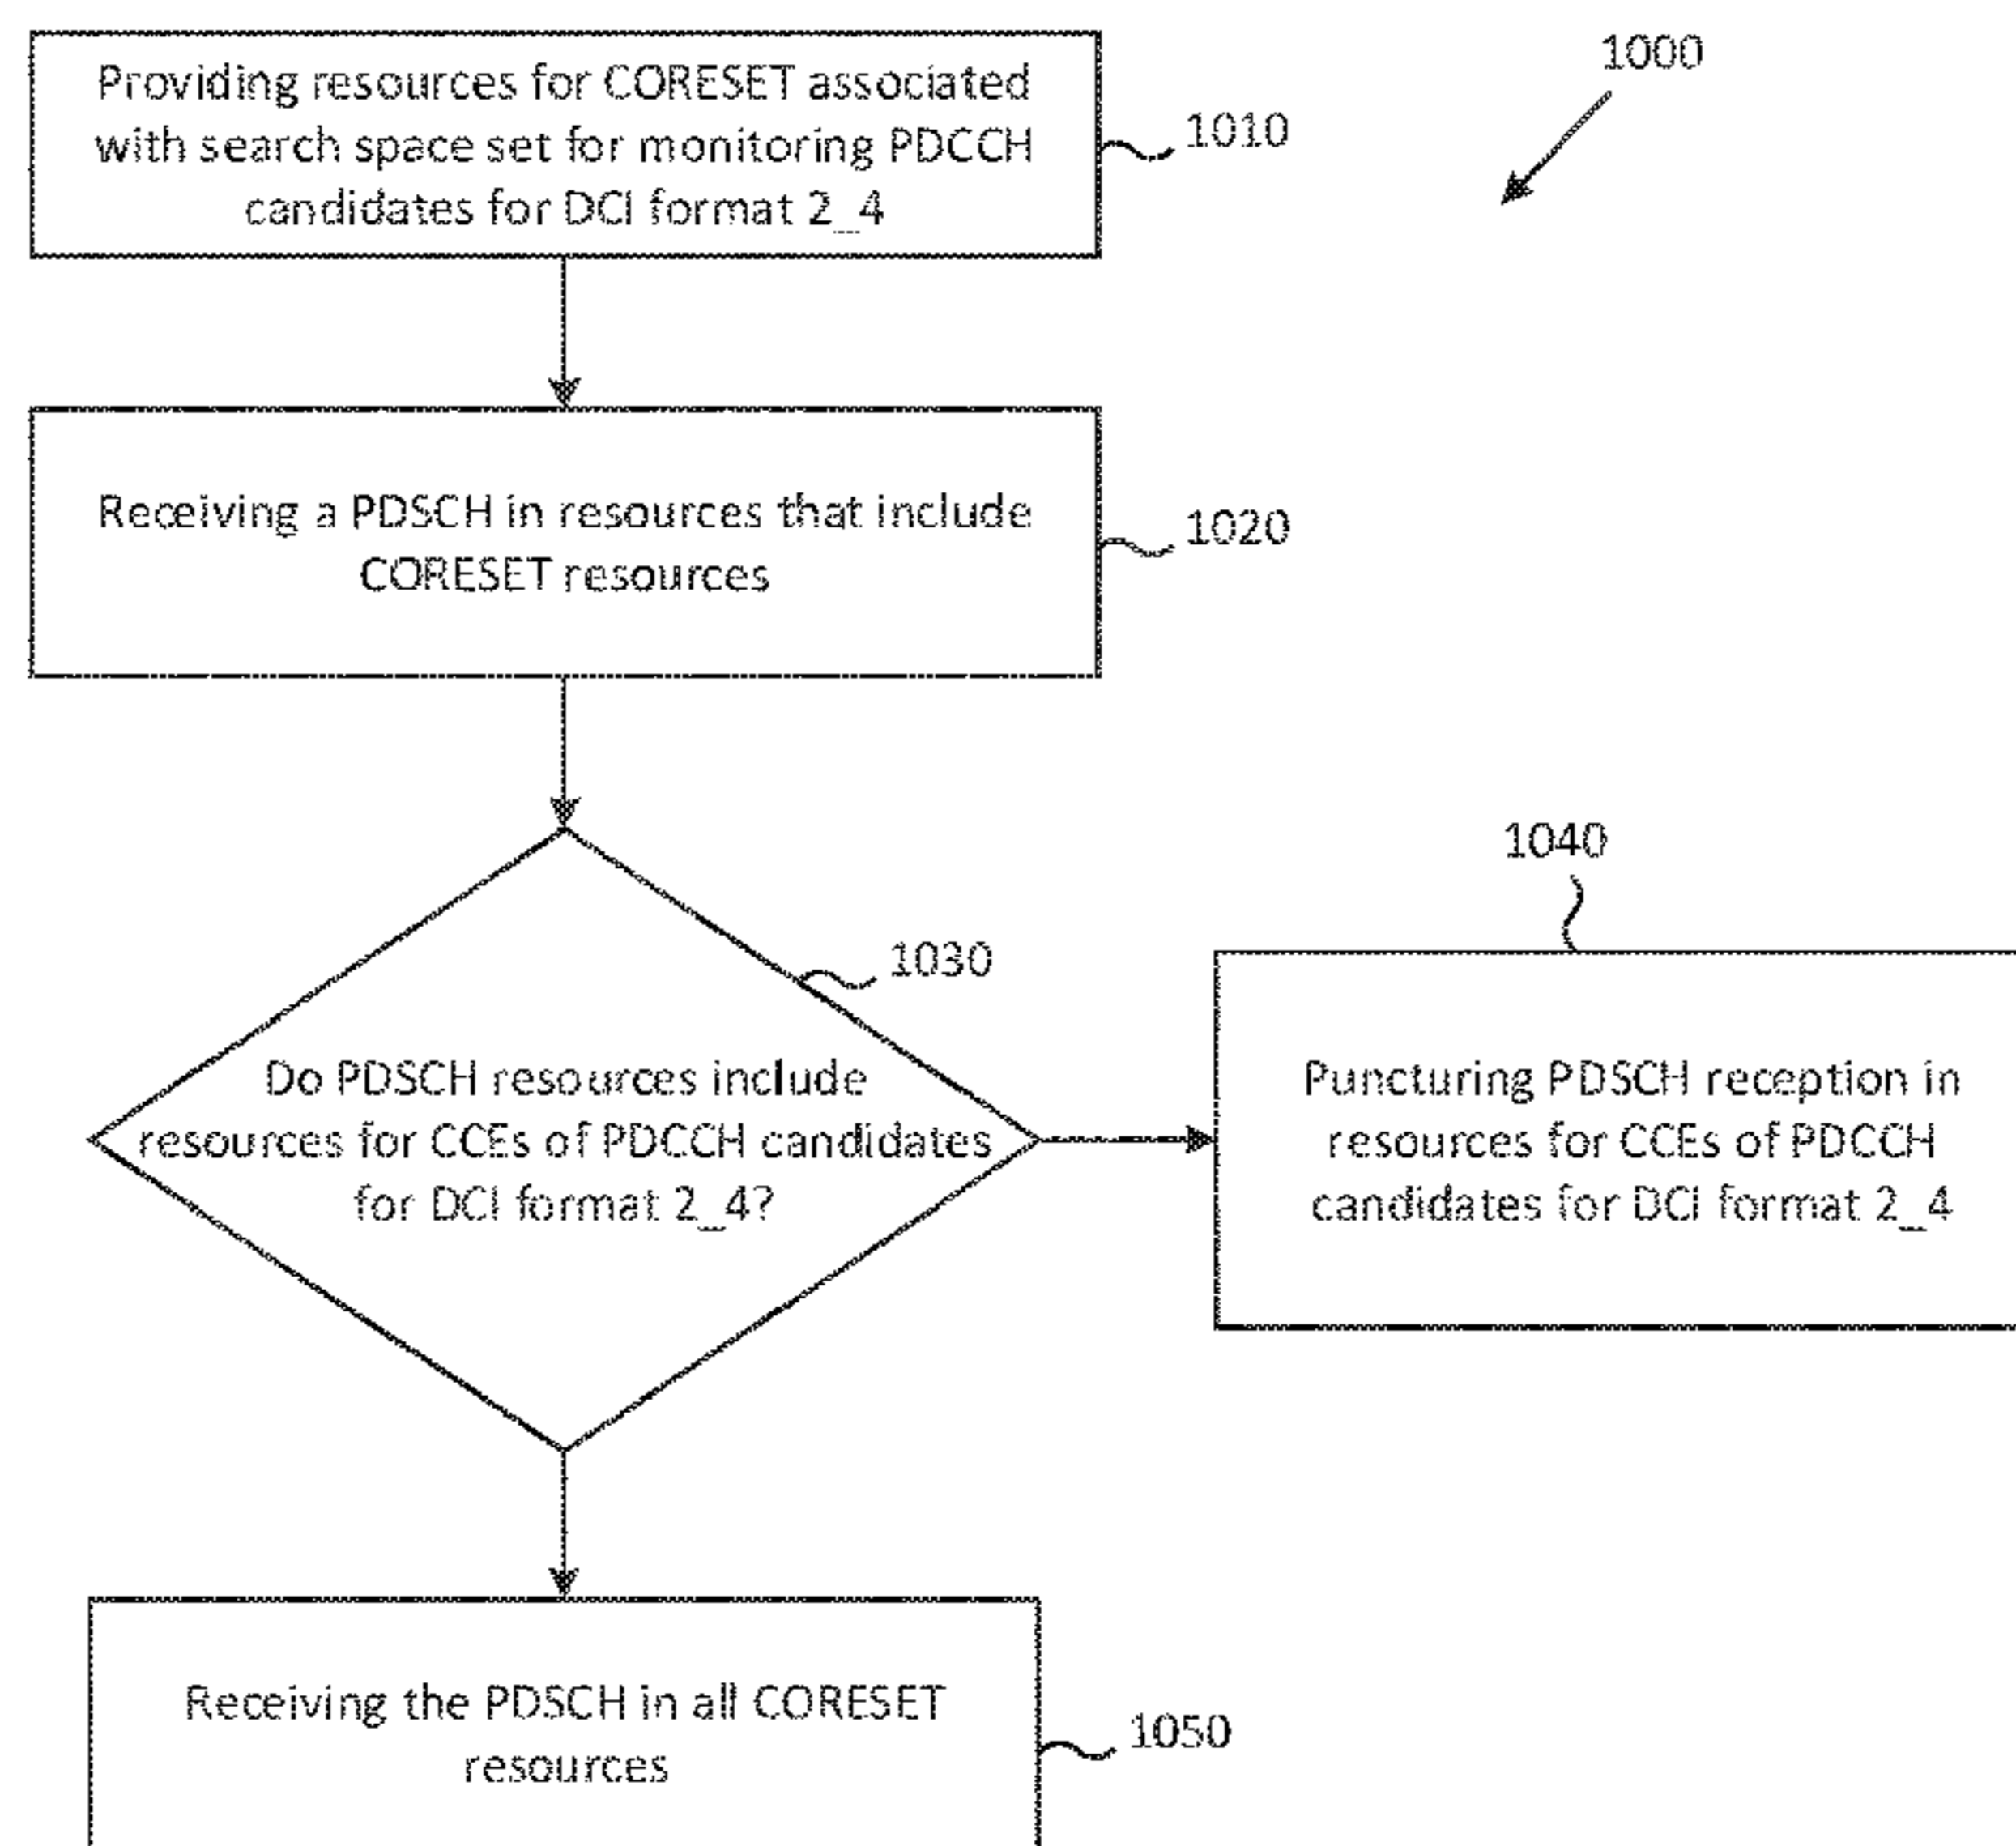 1000
Providing resources for CORESET associated
with search space set for monitoring PDCCH
candidates for DCI format 2_4
1010
Receiving a PDSCH in resources that include
CORESET resources
1020
1030
Do PDSCH resources include
resources for CCEs of PDCCH candidates
for DCI format 2_4?
1040
Puncturing PDSCH reception in
resources for CCEs of PDCCH
candidates for DCI format 2_4
Receiving the PDSCH in all CORESET
resources
1050